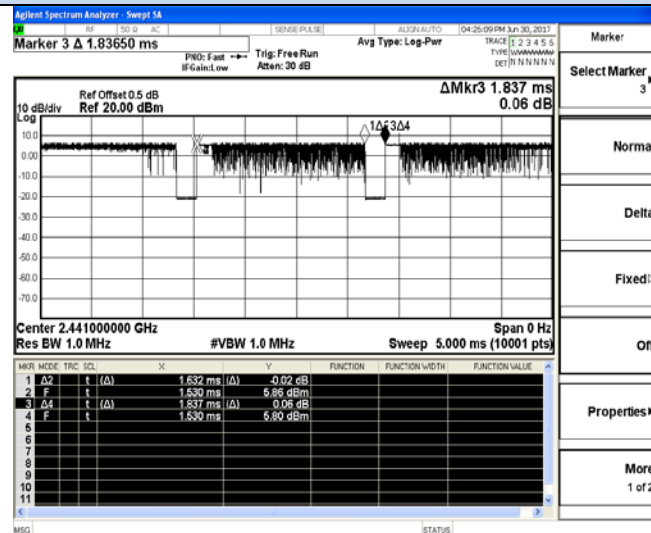 Agilent Spectrum Analyzer - Swept SA
RF 50 Ω AC SENSE:PULSE ALIGN AUTO 04:26:09 PM Jun 30, 2017
Marker 3 Δ 1.83650 ms
PNO: Fast
IFGain:Low
Trig: Free Run
Atten: 30 dB
Avg Type: Log-Pwr
TRACE 1 2 3 4 5 6
TYPE
DET N N N N N N
Ref Offset 0.5 dB
10 dB/div Ref 20.00 dBm
Log
ΔMkr3 1.837 ms
0.06 dB
10.0
0.00
-10.0
-20.0
-30.0
-40.0
-50.0
-60.0
-70.0
3Δ4
Center 2.441000000 GHz
Res BW 1.0 MHz
#VBW 1.0 MHz
Span 0 Hz
Sweep 5.000 ms (10001 pts)
MKR MODE TRC SCL X Y FUNCTION FUNCTION WIDTH FUNCTION VALUE
1 Δ2 t (Δ) 1.632 ms (Δ) -0.02 dB
2 F t 1.530 ms 5.86 dBm
3 Δ4 t (Δ) 1.837 ms (Δ) 0.06 dB
4 F t 1.530 ms 5.80 dBm
5
6
7
8
9
10
11
MSG STATUS
Marker
Select Marker
3
Norma
Delta
Fixed
Of
Properties
More
1 of 2